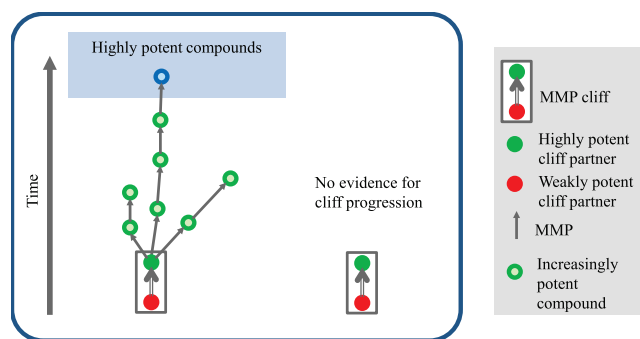 Highly potent compounds
Time
No evidence for
cliff progression
MMP cliff
Highly potent
cliff partner
Weakly potent
cliff partner
MMP
Increasingly
potent
compound